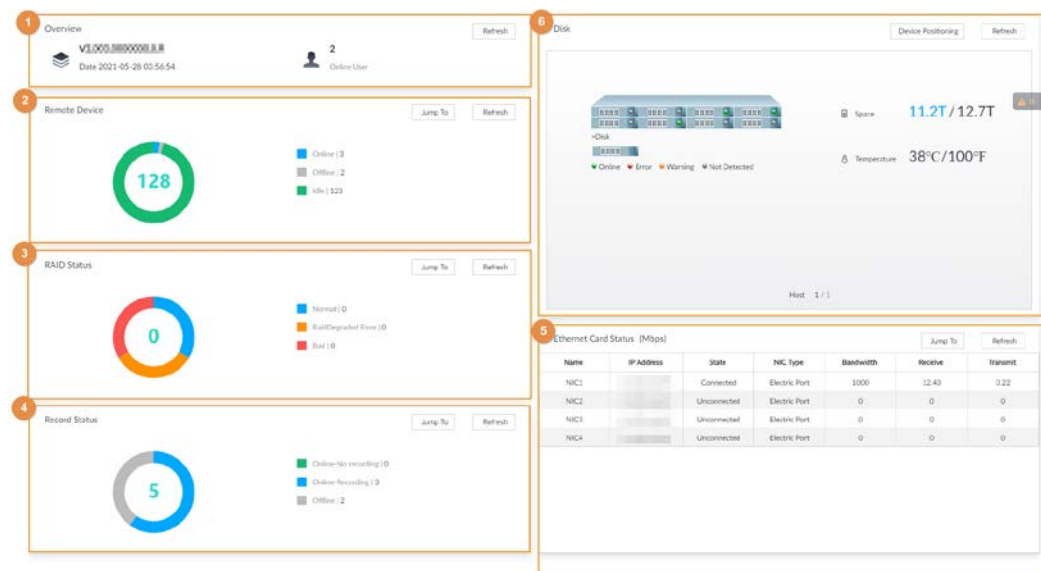 1
Overview
Refresh
Date 2021-05-28 03:56:54
2
Online User
2
Remote Device
Jump To
Refresh
128
Online | 3
Offline | 2
Idle | 123
3
RAID Status
Jump To
Refresh
0
Normal | 0
RaidDegraded Error | 0
Bad | 0
4
Record Status
Jump To
Refresh
5
Online-No recording | 0
Online-Recording | 3
Offline | 2
6
Disk
Device Positioning
Refresh
Space 11.2T / 12.7T
>Disk
Online Error Warning Not Detected
Temperature 38°C/100°F
Host 1 / 1
5
Ethernet Card Status (Mbps)
Jump To
Refresh
Name IP Address State NIC Type Bandwidth Receive Transmit
NIC1 Connected Electric Port 1000 12.43 0.22
NIC2 Unconnected Electric Port 0 0 0
NIC3 Unconnected Electric Port 0 0 0
NIC4 Unconnected Electric Port 0 0 0